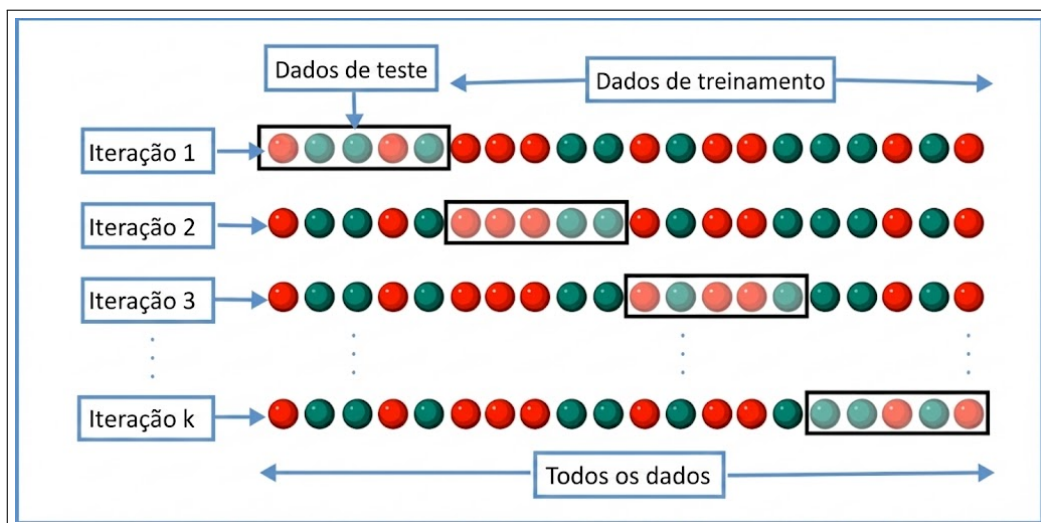 Dados de teste
Dados de treinamento
Iteração 1
Iteração 2
Iteração 3
Iteração k
Todos os dados